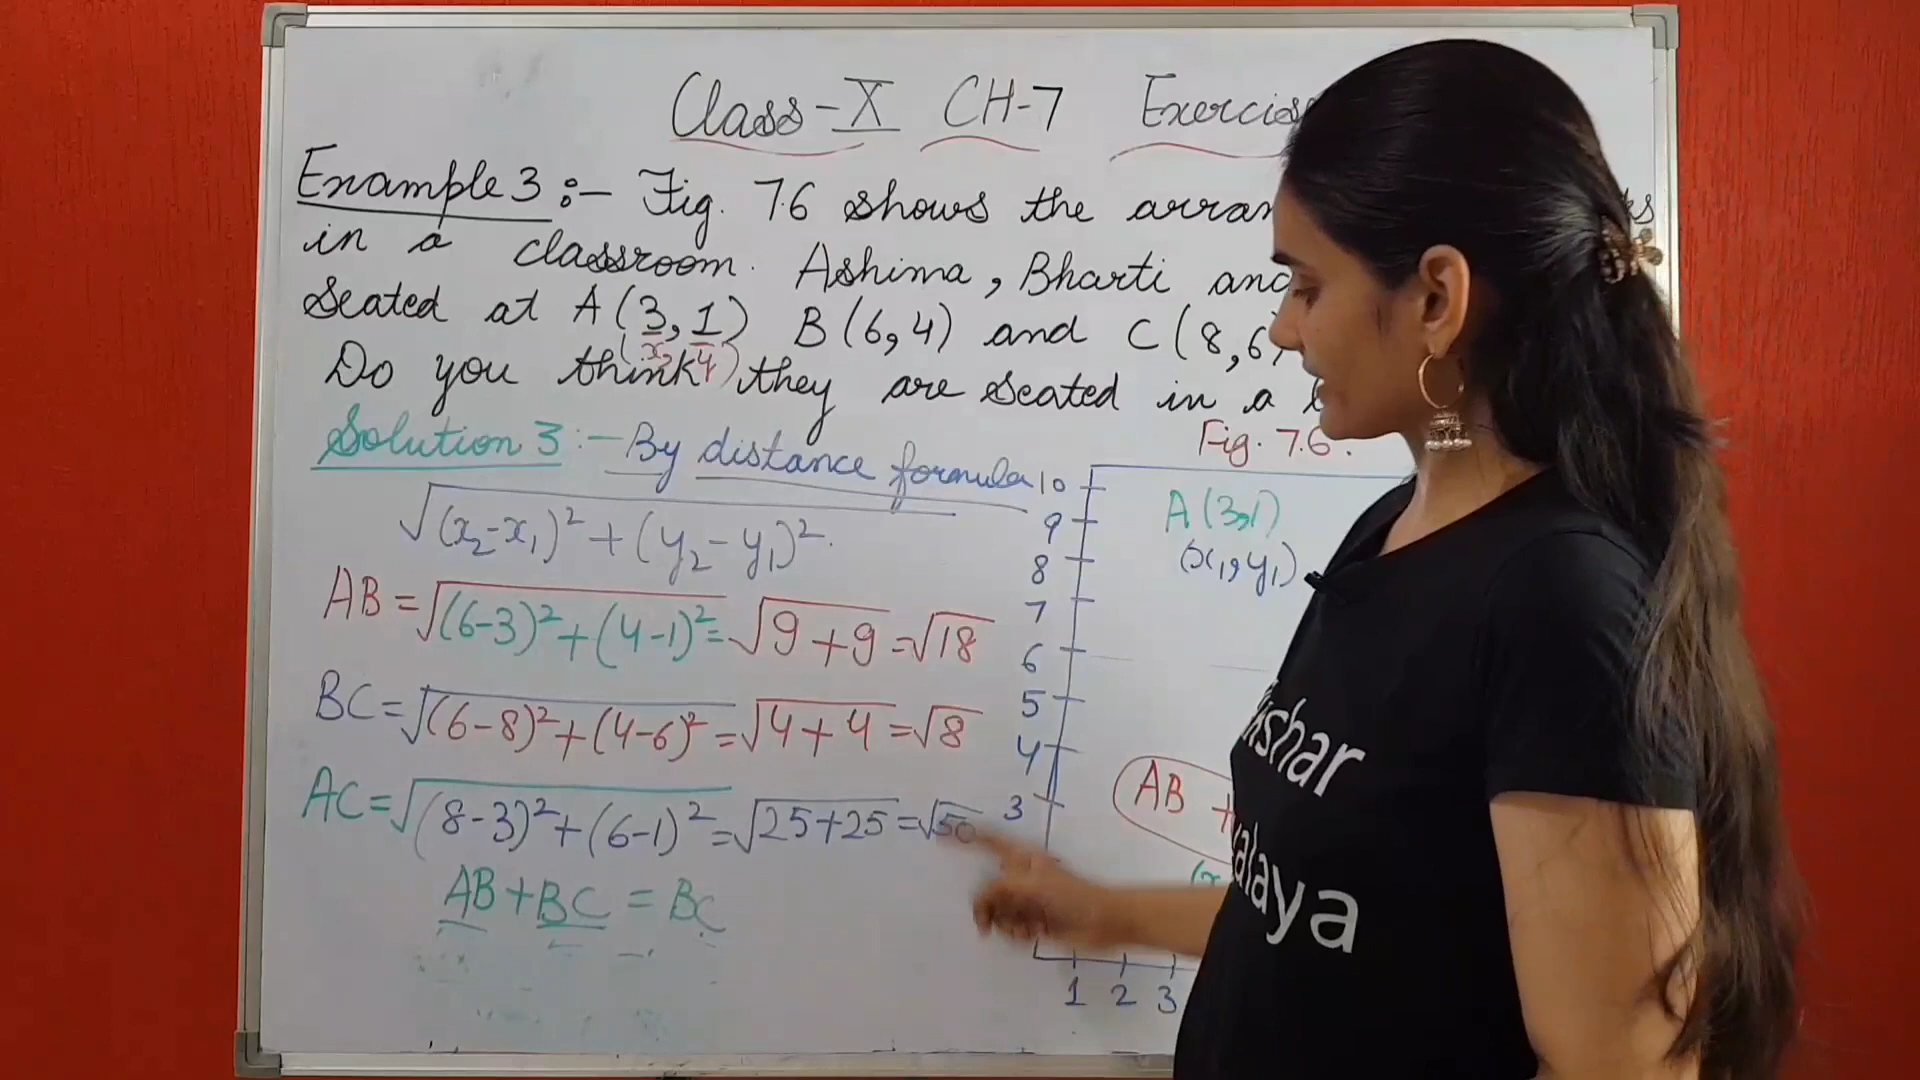 Class-X CH-7
Example 3 :- Fig. 7.6 shows the
in a classroom. Ashima, Bharti and
Seated at A(3,1) B(6,4) and C(8,6)
(x, y)
Do you think they are Seated in a
Solution 3 :- By distance formula
Fig. 7.6.
√(x₂-x₁)² + (y₂-y₁)².
AB = √(6-3)² + (4-1)² = √9+9 = √18
BC = √(6-8)² + (4-6)² = √4+4 = √8
AC = √(8-3)² + (6-1)² = √25+25 = √50
AB + BC = BC
A(3,1)
(x₁, y₁)
10
9
8
7
6
5
4
3
AB +
1 2 3